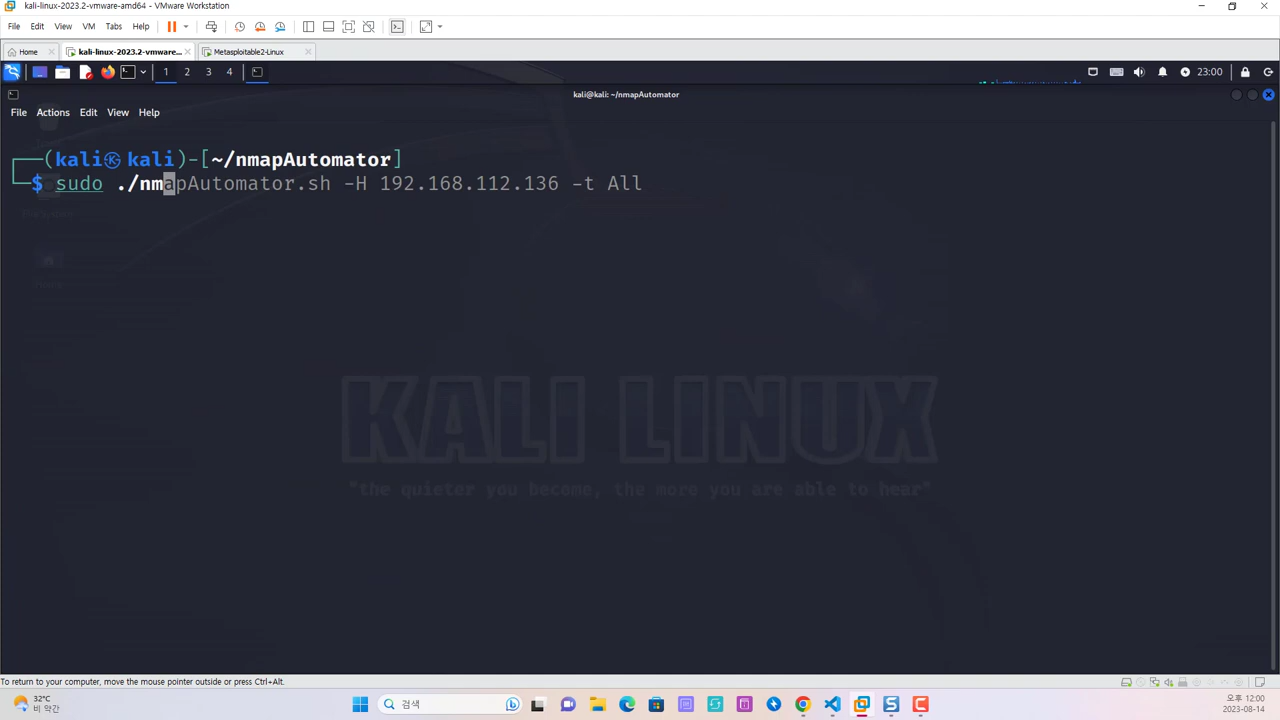 kali-linux-2023.2-vmware-amd64 - VMware Workstation
File Edit View VM Tabs Help
Home kali-linux-2023.2-vmware... Metasploitable2-Linux
1 2 3 4 23:00
kali@kali: ~/nmapAutomator
File Actions Edit View Help
(kali㉿kali)-[~/nmapAutomator]
$ sudo ./nmapAutomator.sh -H 192.168.112.136 -t All
Home
KALI LINUX
"the quieter you become, the more you are able to hear"
To return to your computer, move the mouse pointer outside or press Ctrl+Alt.
32°C
비 약간
검색
오후 12:00
2023-08-14